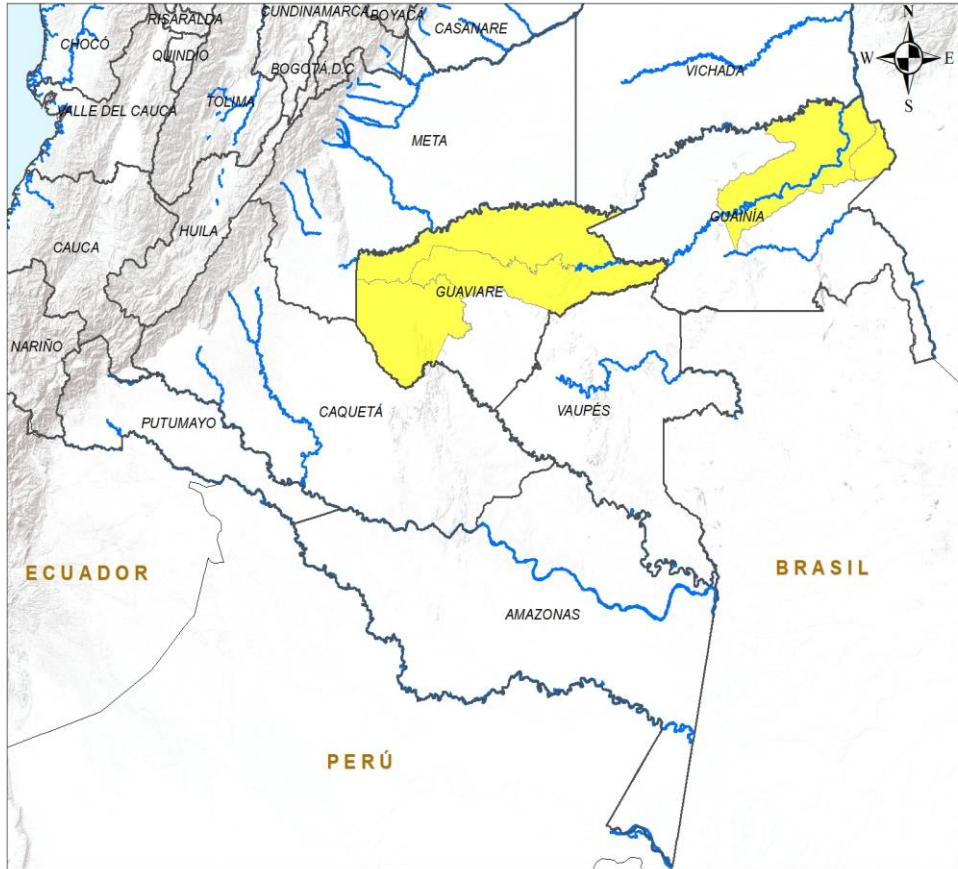 CUNDINAMARCA
BOYACÁ
RISARALDA
CASANARE
N
CHOCÓ
QUINDIO
BOGOTÁ D.C
W
E
VICHADA
S
VALLE DEL CAUCA
TOLIMA
META
GUAINÍA
CAUCA
HUILA
GUAVIARE
NARIÑO
CAQUETÁ
VAUPÉS
PUTUMAYO
ECUADOR
BRASIL
AMAZONAS
PERÚ